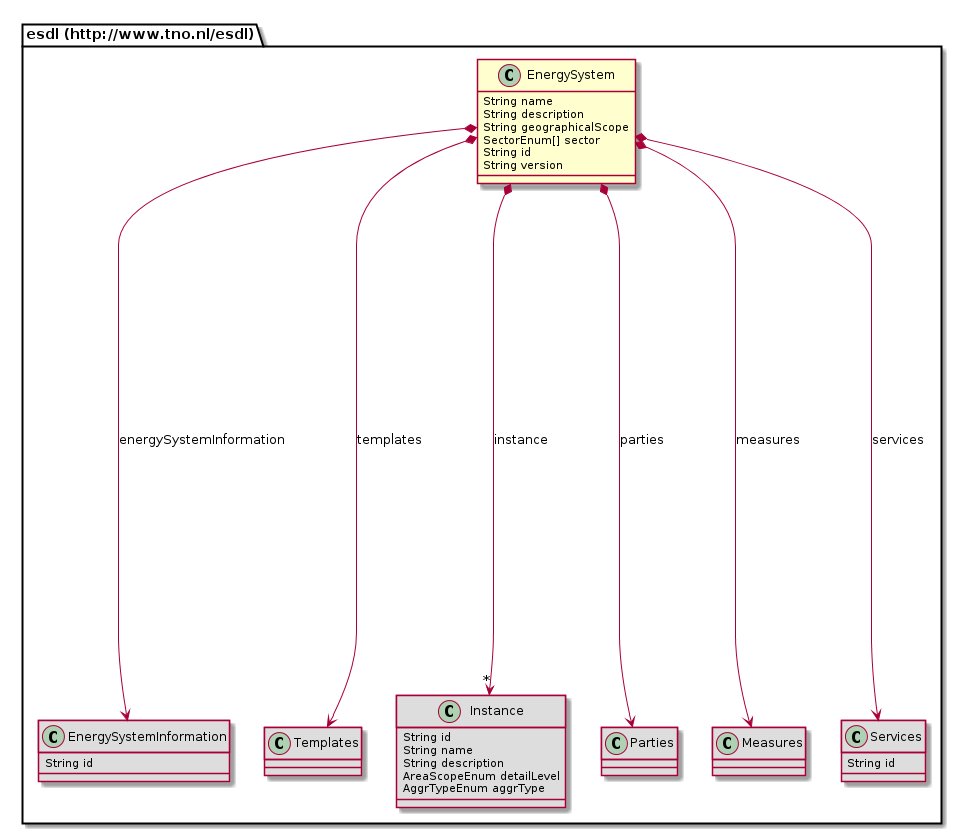 esdl (http://www.tno.nl/esdl)
C EnergySystem
String name
String description
String geographicalScope
SectorEnum[] sector
String id
String version
energySystemInformation
templates
instance
parties
measures
services
*
C EnergySystemInformation
String id
C Templates
C Instance
String id
String name
String description
AreaScopeEnum detailLevel
AggrTypeEnum aggrType
C Parties
C Measures
C Services
String id